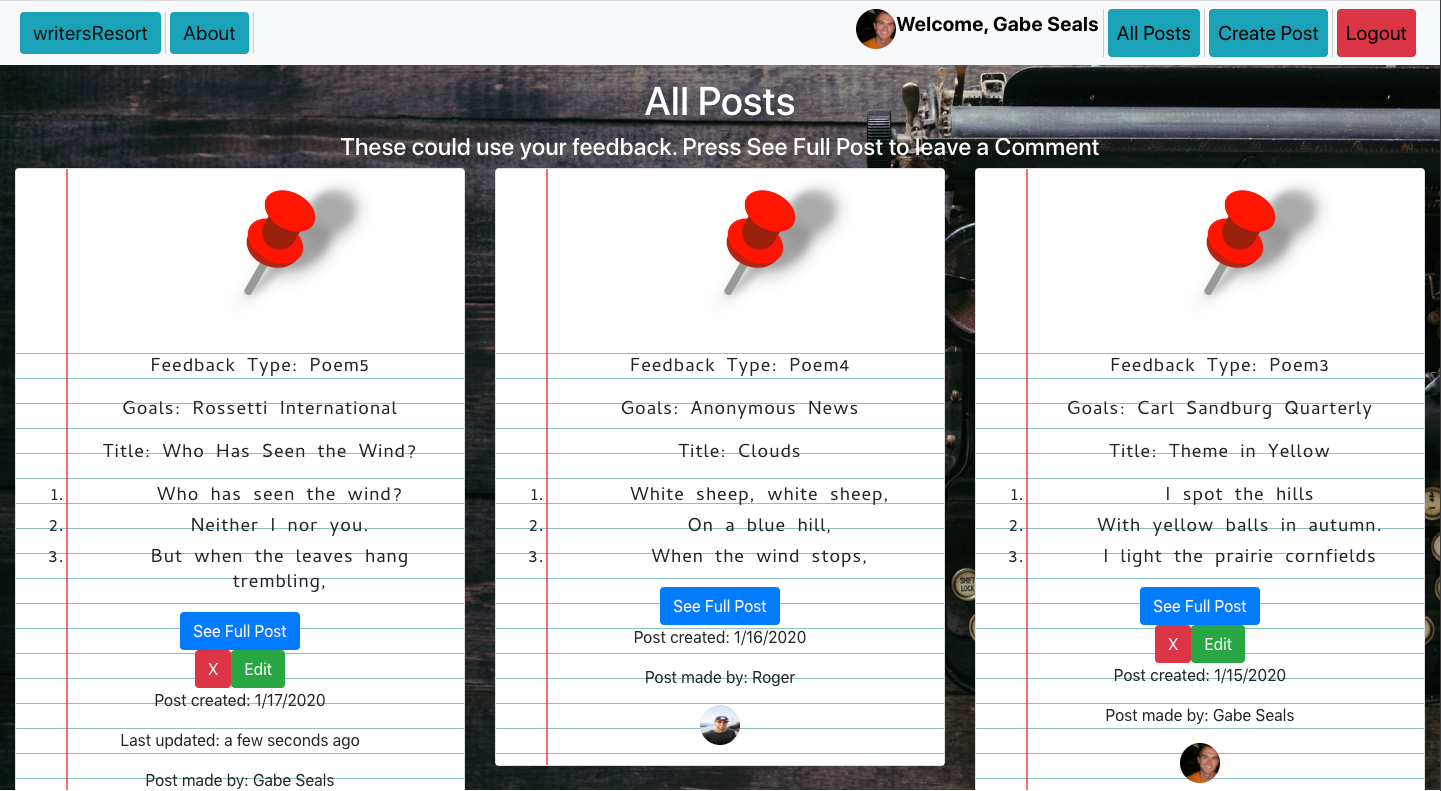 writersResort
About
Welcome, Gabe Seals
All Posts
Create Post
Logout
All Posts
These could use your feedback. Press See Full Post to leave a Comment
Feedback Type: Poem5
Goals: Rossetti International
Title: Who Has Seen the Wind?
1. Who has seen the wind?
2. Neither I nor you.
3. But when the leaves hang
trembling,
See Full Post
X
Edit
Post created: 1/17/2020
Last updated: a few seconds ago
Post made by: Gabe Seals
Feedback Type: Poem4
Goals: Anonymous News
Title: Clouds
1. White sheep, white sheep,
2. On a blue hill,
3. When the wind stops,
See Full Post
Post created: 1/16/2020
Post made by: Roger
Feedback Type: Poem3
Goals: Carl Sandburg Quarterly
Title: Theme in Yellow
1. I spot the hills
2. With yellow balls in autumn.
3. I light the prairie cornfields
See Full Post
X
Edit
Post created: 1/15/2020
Post made by: Gabe Seals
SHIFT
LOCK